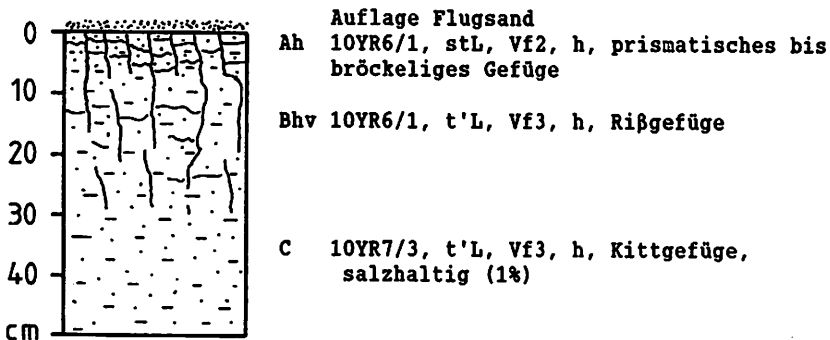 Auflage Flugsand
0
Ah 10YR6/1, stL, Vf2, h, prismatisches bis
bröckeliges Gefüge
10
Bhv 10YR6/1, t'L, Vf3, h, Rißgefüge
20
30
C 10YR7/3, t'L, Vf3, h, Kittgefüge,
salzhaltig (1%)
40
cm